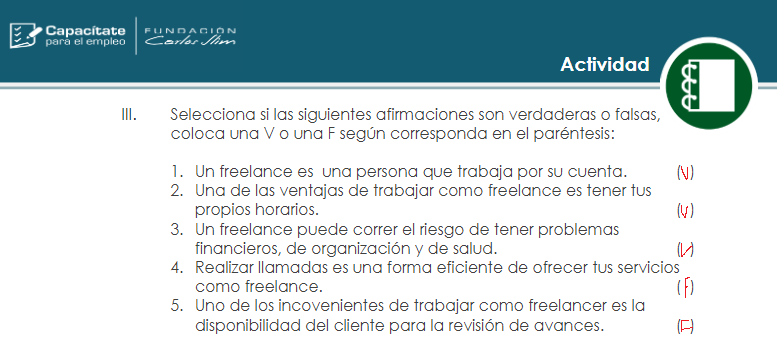 Capacítate
para el empleo
FUNDACIÓN
Carlos Slim
Actividad
III. Selecciona si las siguientes afirmaciones son verdaderas o falsas,
coloca una V o una F según corresponda en el paréntesis:
1. Un freelance es una persona que trabaja por su cuenta. (V)
2. Una de las ventajas de trabajar como freelance es tener tus
propios horarios. (V)
3. Un freelance puede correr el riesgo de tener problemas
financieros, de organización y de salud. (V)
4. Realizar llamadas es una forma eficiente de ofrecer tus servicios
como freelance. (F)
5. Uno de los incovenientes de trabajar como freelancer es la
disponibilidad del cliente para la revisión de avances. (F)